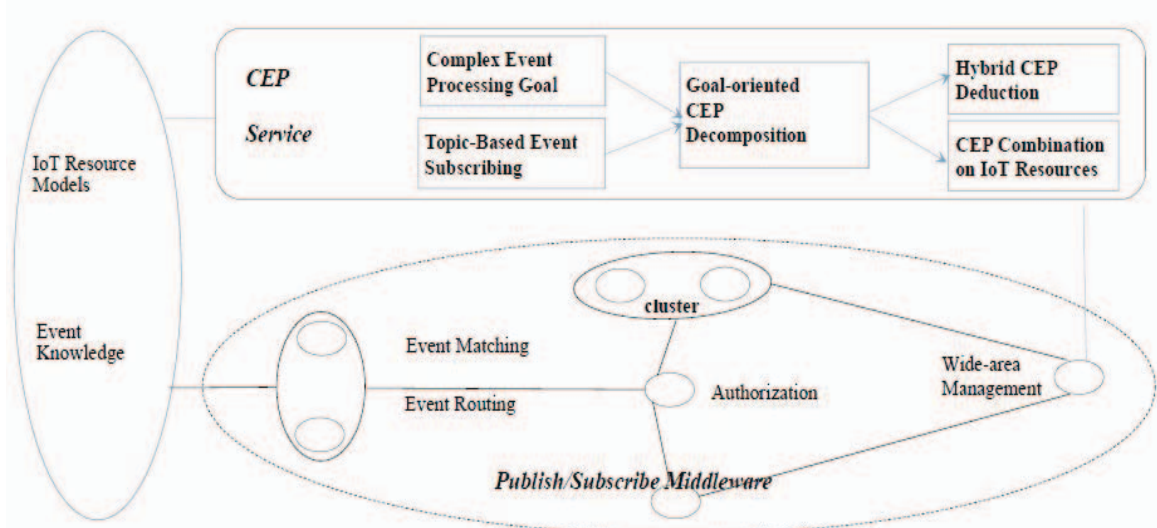 CEP
Service
Complex Event
Processing Goal
Topic-Based Event
Subscribing
Goal-oriented
CEP
Decomposition
Hybrid CEP
Deduction
CEP Combination
on IoT Resources
IoT Resource
Models
Event
Knowledge
cluster
Event Matching
Event Routing
Authorization
Wide-area
Management
Publish/Subscribe Middleware